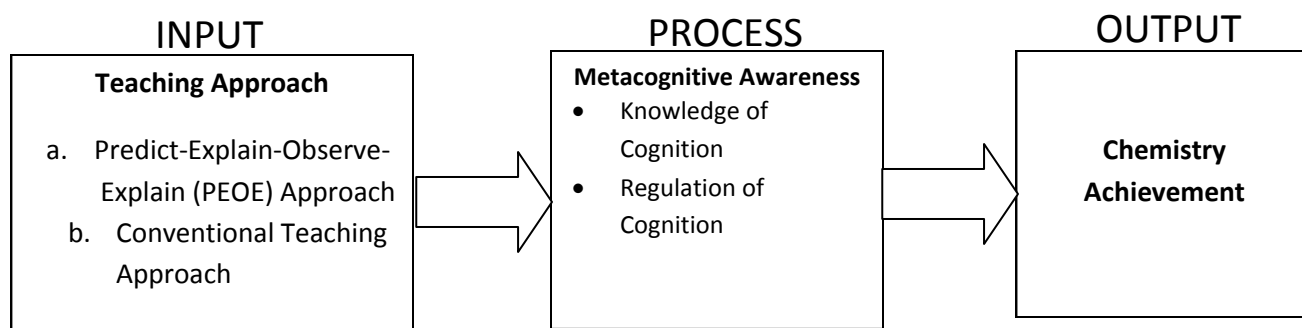 INPUT
Teaching Approach
a. Predict-Explain-Observe-
Explain (PEOE) Approach
b. Conventional Teaching
Approach
PROCESS
Metacognitive Awareness
• Knowledge of
Cognition
• Regulation of
Cognition
OUTPUT
Chemistry
Achievement